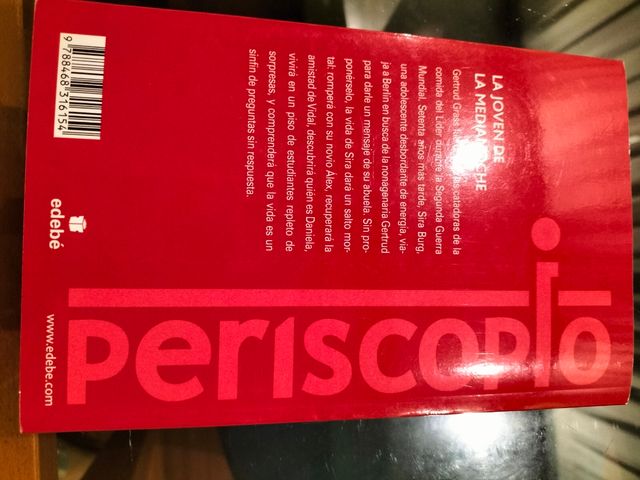 LA JOVEN DE
LA MEDIANOCHE
Gertrud Grass catadoras de la
comida del Líder durante la Segunda Guerra
Mundial. Setenta años más tarde, Sira Burg,
una adolescente desbordante de energía, via-
ja a Berlín en busca de la nonagenaria Gertrud
para darle un mensaje de su abuela. Sin pro-
ponérselo, la vida de Sira dará un salto mor-
tal: romperá con su novio Álex, recuperará la
amistad de Vidal, descubrirá quién es Daniela,
vivirá en un piso de estudiantes repleto de
sorpresas, y comprenderá que la vida es un
sinfín de preguntas sin respuesta.
periscopio
9 788468 316154
edebé
www.edebe.com